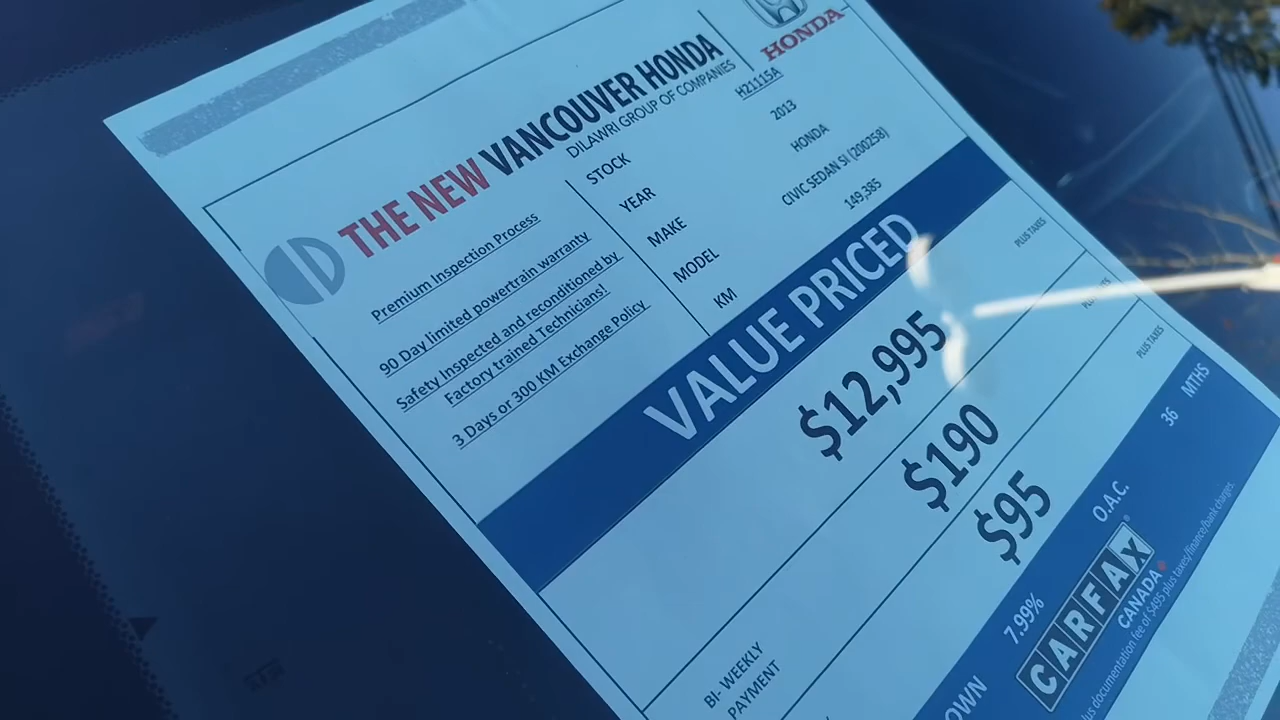 HONDA
THE NEW VANCOUVER HONDA
DILAWRI GROUP OF COMPANIES
Premium Inspection Process
90 Day limited powertrain warranty
Safety Inspected and reconditioned by
Factory trained Technicians!
3 Days or 300 KM Exchange Policy
STOCK H21115A
YEAR 2013
MAKE HONDA
MODEL CIVIC SEDAN SI (200258)
KM 149,385
VALUE PRICED
$12,995 PLUS TAXES
BI- WEEKLY PAYMENT
$190
$95 PLUS TAXES
7.99% O.A.C. 36 MTHS
CARFAX
CANADA
documentation fee of $495 plus taxes/finance/bank charges.